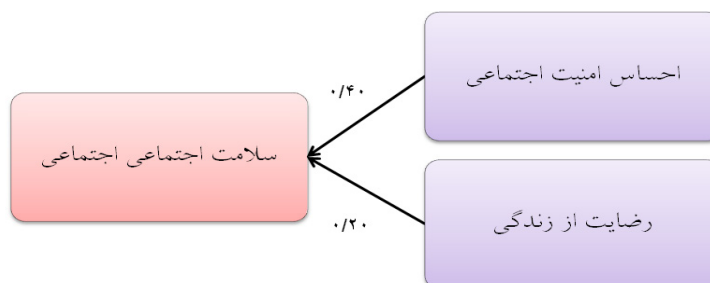 احساس امنیت اجتماعی
۰/۴۰
سلامت اجتماعی اجتماعی
رضایت از زندگی
۰/۲۰